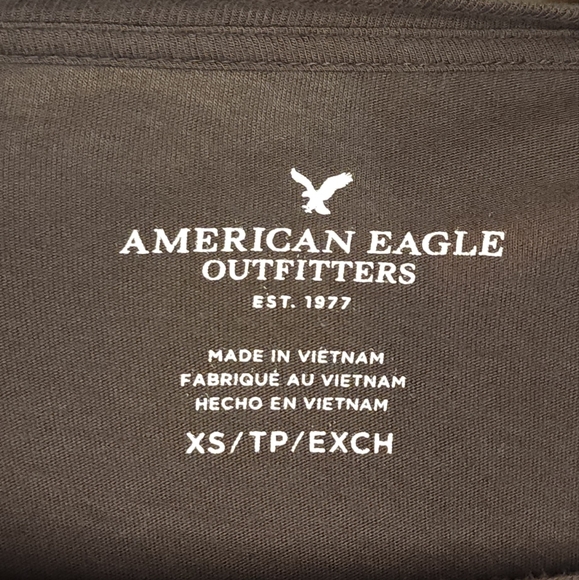 AMERICAN EAGLE
OUTFITTERS
EST. 1977
MADE IN VIETNAM
FABRIQUÉ AU VIETNAM
HECHO EN VIETNAM
XS/TP/EXCH